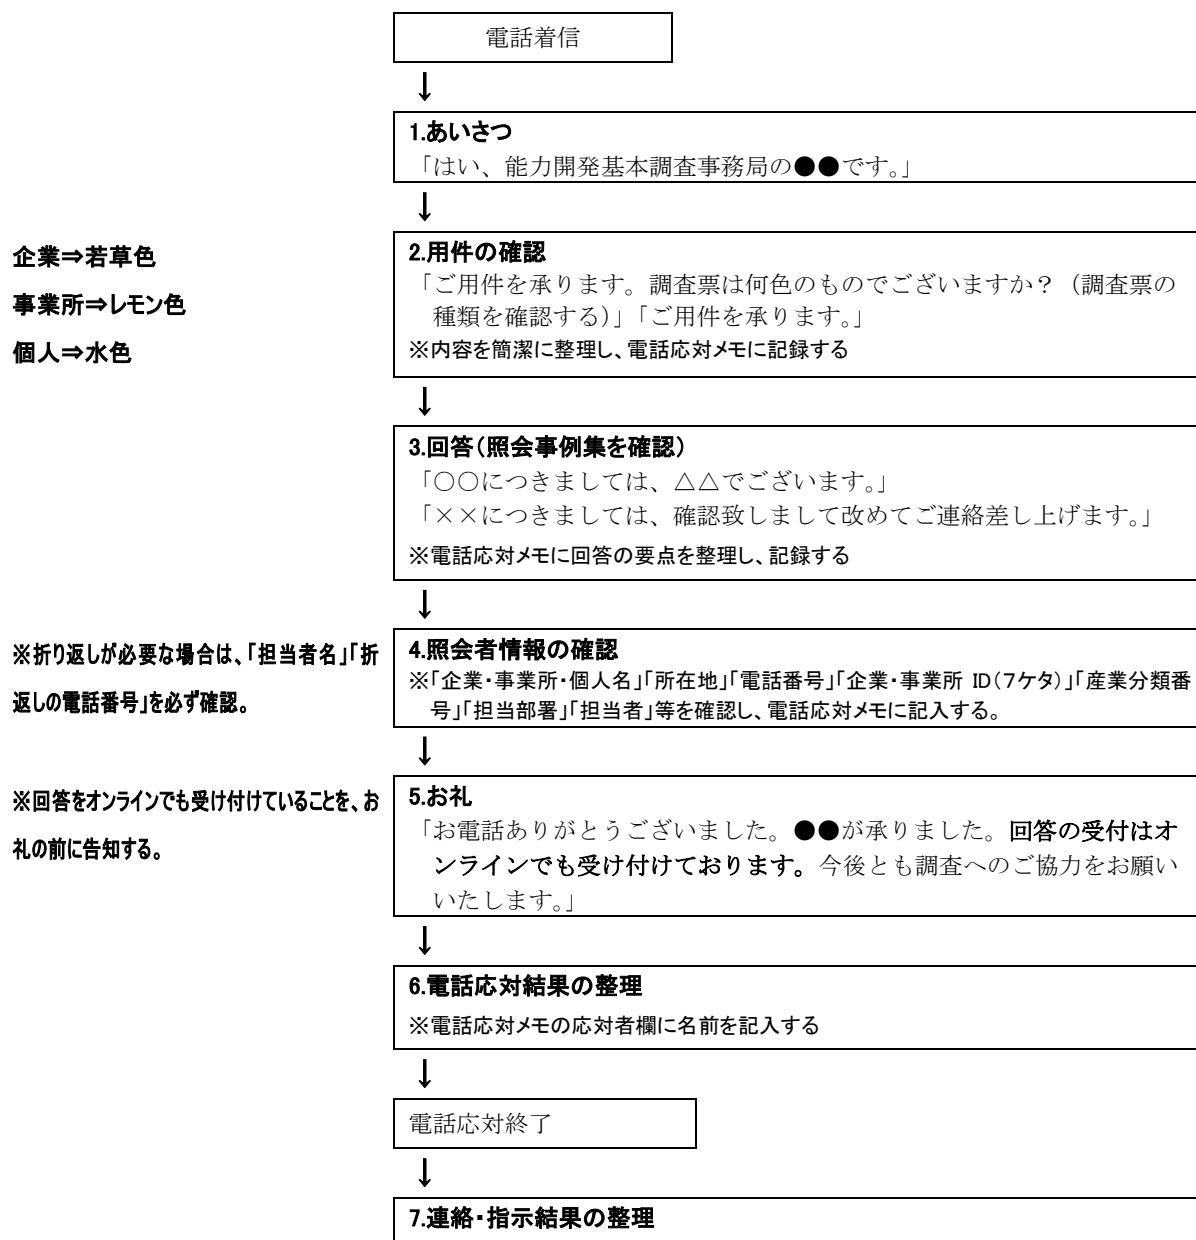 電話着信
↓
1.あいさつ
「はい、能力開発基本調査事務局の●●です。」
↓
企業⇒若草色
事業所⇒レモン色
個人⇒水色
2.用件の確認
「ご用件を承ります。調査票は何色のものでございますか？（調査票の
種類を確認する）」「ご用件を承ります。」
※内容を簡潔に整理し、電話応対メモに記録する
↓
3.回答（照会事例集を確認）
「○○につきましては、△△でございます。」
「××につきましては、確認致しまして改めてご連絡差し上げます。」
※電話応対メモに回答の要点を整理し、記録する
↓
※折り返しが必要な場合は、「担当者名」「折
返しの電話番号」を必ず確認。
4.照会者情報の確認
※「企業・事業所・個人名」「所在地」「電話番号」「企業・事業所 ID（7ケタ）」「産業分類番
号」「担当部署」「担当者」等を確認し、電話応対メモに記入する。
↓
※回答をオンラインでも受け付けていることを、お
礼の前に告知する。
5.お礼
「お電話ありがとうございました。●●が承りました。回答の受付はオ
ンラインでも受け付けております。今後とも調査へのご協力をお願い
いたします。」
↓
6.電話応対結果の整理
※電話応対メモの応対者欄に名前を記入する
↓
電話応対終了
↓
7.連絡・指示結果の整理